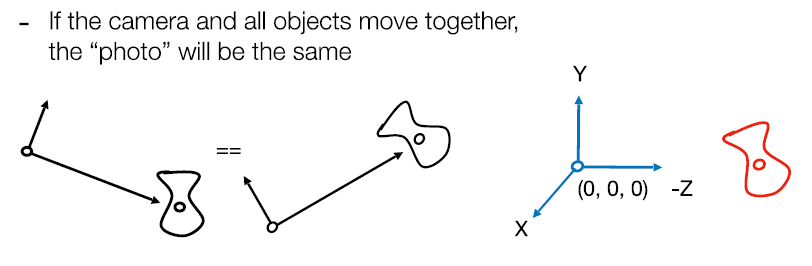 - If the camera and all objects move together,
the “photo” will be the same
Y
==
(0, 0, 0) -Z
X